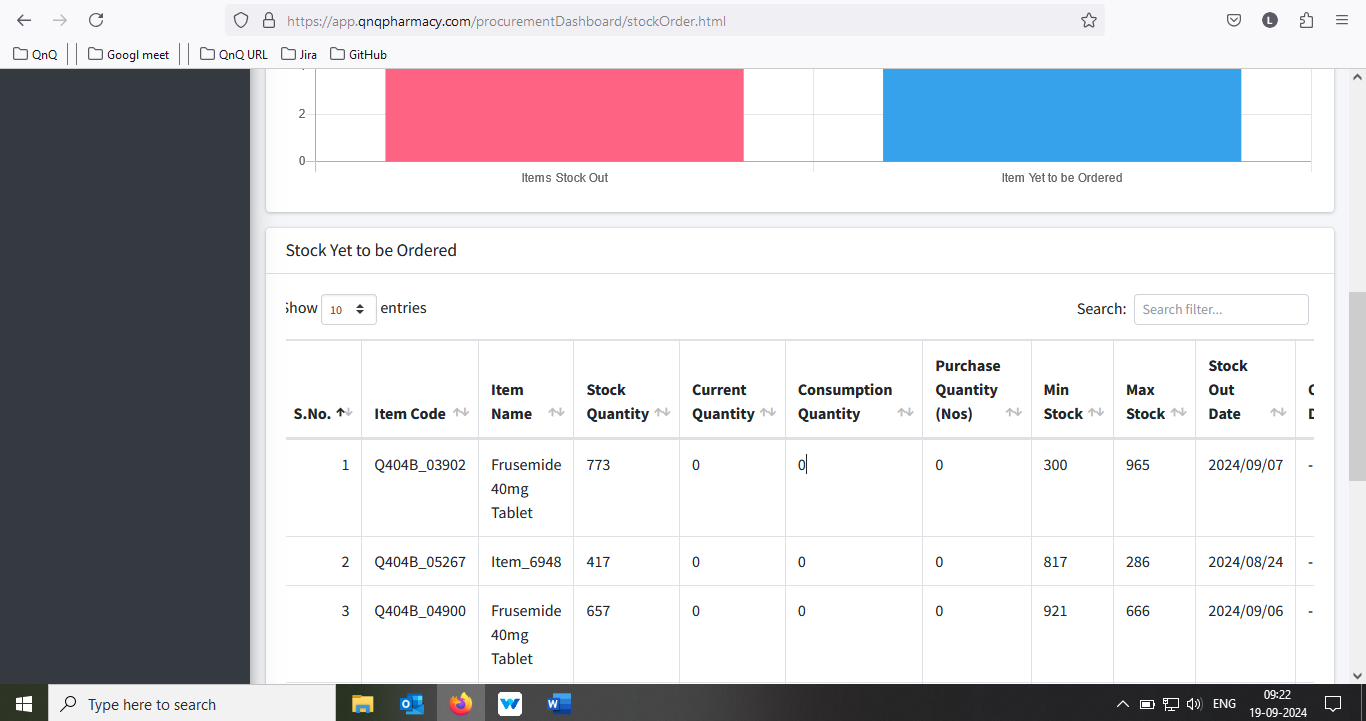 https://app.qnqpharmacy.com/procurementDashboard/stockOrder.html
L
QnQ
Googl meet
QnQ URL
Jira
GitHub
2
0
Items Stock Out
Item Yet to be Ordered
Stock Yet to be Ordered
Show 10 entries
Search: Search filter...
S.No. Item Code Item Name Stock Quantity Current Quantity Consumption Quantity Purchase Quantity (Nos) Min Stock Max Stock Stock Out Date
1 Q404B_03902 Frusemide 40mg Tablet 773 0 0 0 300 965 2024/09/07 -
2 Q404B_05267 Item_6948 417 0 0 0 817 286 2024/08/24 -
3 Q404B_04900 Frusemide 40mg Tablet 657 0 0 0 921 666 2024/09/06 -
Type here to search
ENG
09:22
19-09-2024